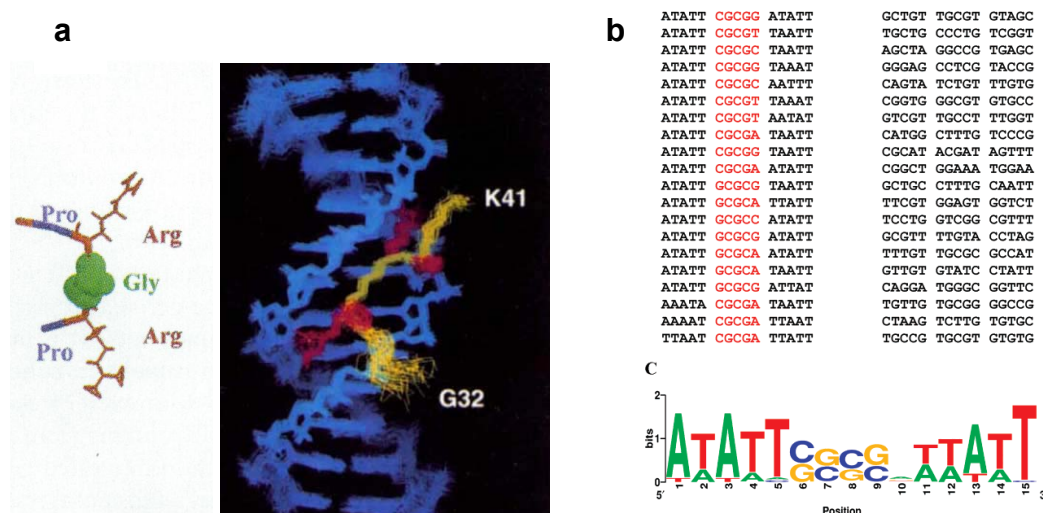 a
Pro
Arg
Gly
Arg
Pro
K41
G32
b
ATATT CGCGG ATATT GCTGT TGCGT GTAGC
ATATT CGCGT TAATT TGCTG CCCTG TCGGT
ATATT CGCGC TAATT AGCTA GGCCG TGAGC
ATATT CGCGG TAAAT GGGAG CCTCG TACCG
ATATT CGCGC AATTT CAGTA TCTGT TTGTG
ATATT CGCGT TAAAT CGGTG GGCGT GTGCC
ATATT CGCGT AATAT GTCGT TGCCT TTGGT
ATATT CGCGA TAATT CATGG CTTTG TCCCG
ATATT CGCGG TAATT CGCAT ACGAT AGTTT
ATATT CGCGA TAATT CGGCT GGAAA TGGAA
ATATT GCGCG TAATT GCTGC CTTTG CAATT
ATATT GCGCA TTATT TTCGT GGAGT GGTCT
ATATT GCGCC ATATT TCCTG GTCGG CGTTT
ATATT GCGCG ATATT GCGTT TTGTA CCTAG
ATATT GCGCA ATATT TTTGT TGCGC GCCAT
ATATT GCGCA TAATT GTTGT GTATC CTATT
ATATT GCGCG ATTAT CAGGA TGGGC GGTTC
AAATA CGCGA TAATT TGTTG TGCGG GGCCG
AAAAT CGCGA TTAAT CTAAG TCTTG TGTGC
TTAAT CGCGA TTATT TGCCG TGCGT GTGTG
C
2
1
0
bits
ATATTCGCG TTATT
A A GCGC AA A
1 2 3 4 5 6 7 8 9 10 11 12 13 14 15
5′ 3
Position